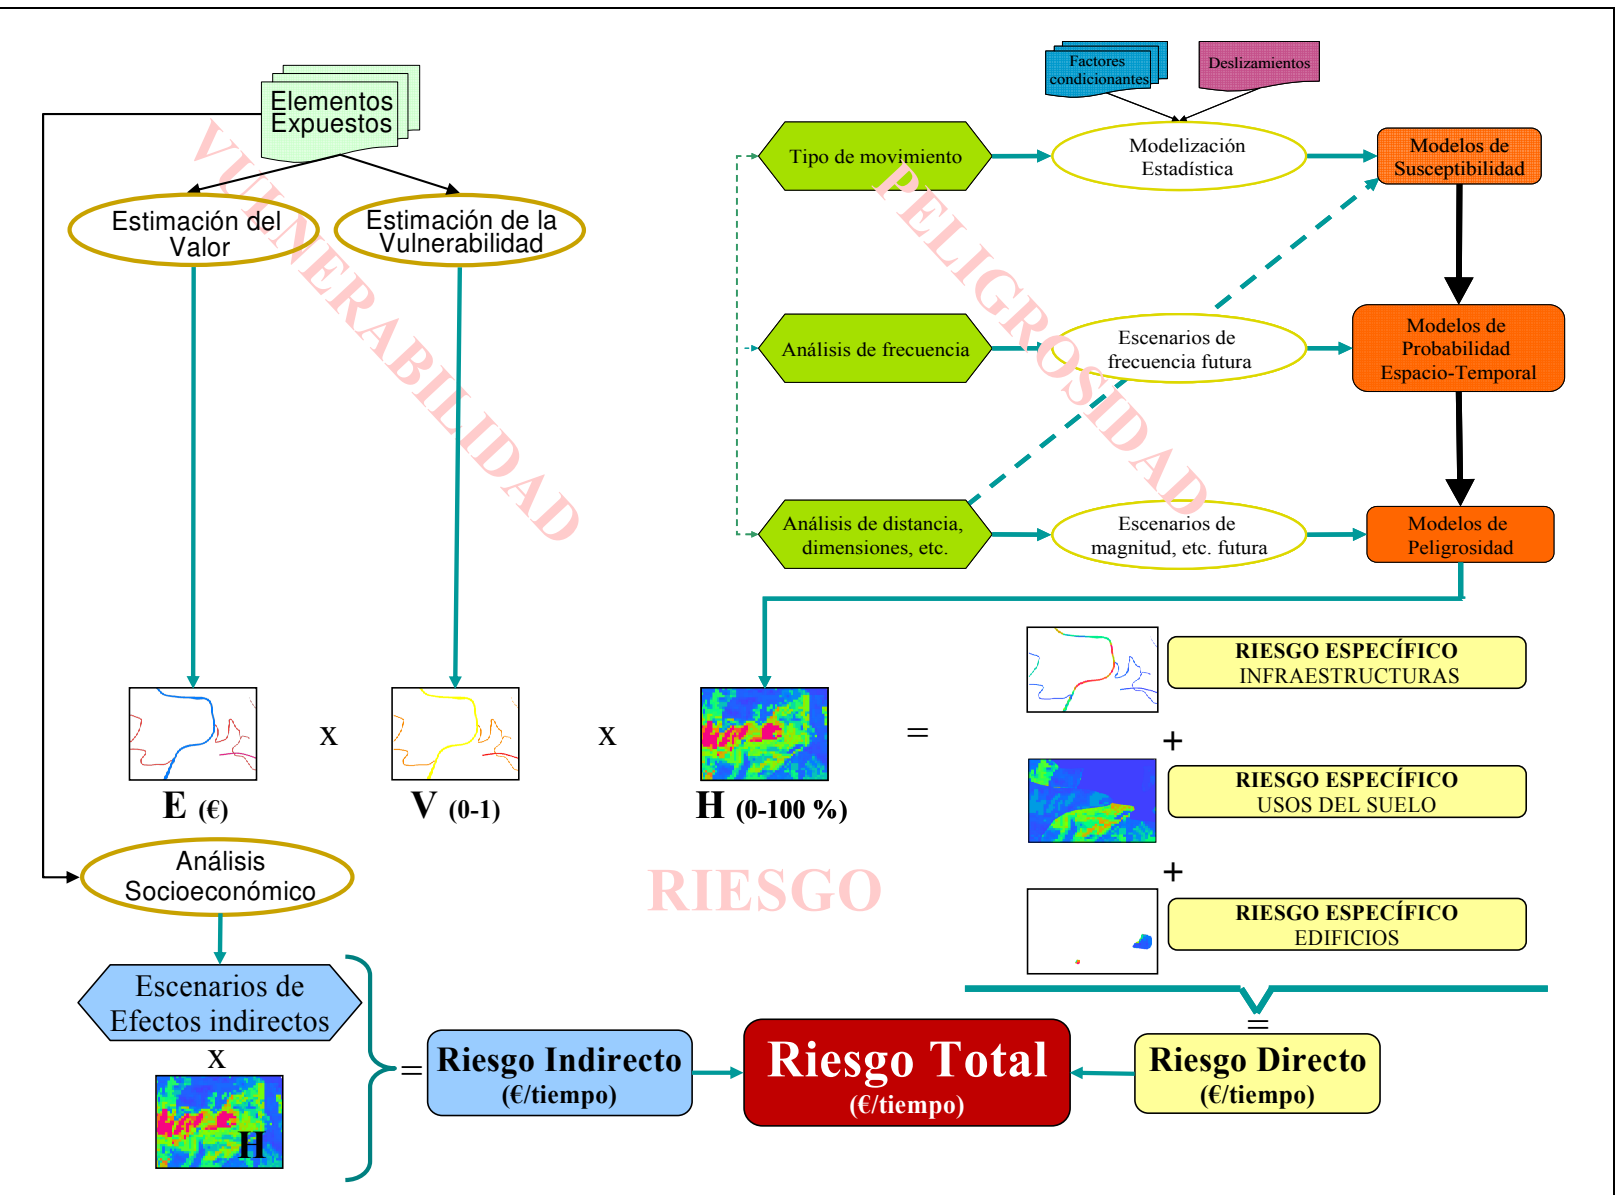 Elementos
Expuestos
Factores
condicionantes
Deslizamientos
VULNERABILIDAD
PELIGROSIDAD
Estimación del
Valor
Estimación de la
Vulnerabilidad
Tipo de movimiento
Modelización
Estadística
Modelos de
Susceptibilidad
Análisis de frecuencia
Escenarios de
frecuencia futura
Modelos de
Probabilidad
Espacio-Temporal
Análisis de distancia,
dimensiones, etc.
Escenarios de
magnitud, etc. futura
Modelos de
Peligrosidad
x
x
=
E (€)
V (0-1)
H (0-100 %)
RIESGO ESPECÍFICO
INFRAESTRUCTURAS
+
RIESGO ESPECÍFICO
USOS DEL SUELO
+
RIESGO ESPECÍFICO
EDIFICIOS
RIESGO
Análisis
Socioeconómico
Escenarios de
Efectos indirectos
x
H
=
Riesgo Indirecto
(€/tiempo)
Riesgo Total
(€/tiempo)
=
Riesgo Directo
(€/tiempo)